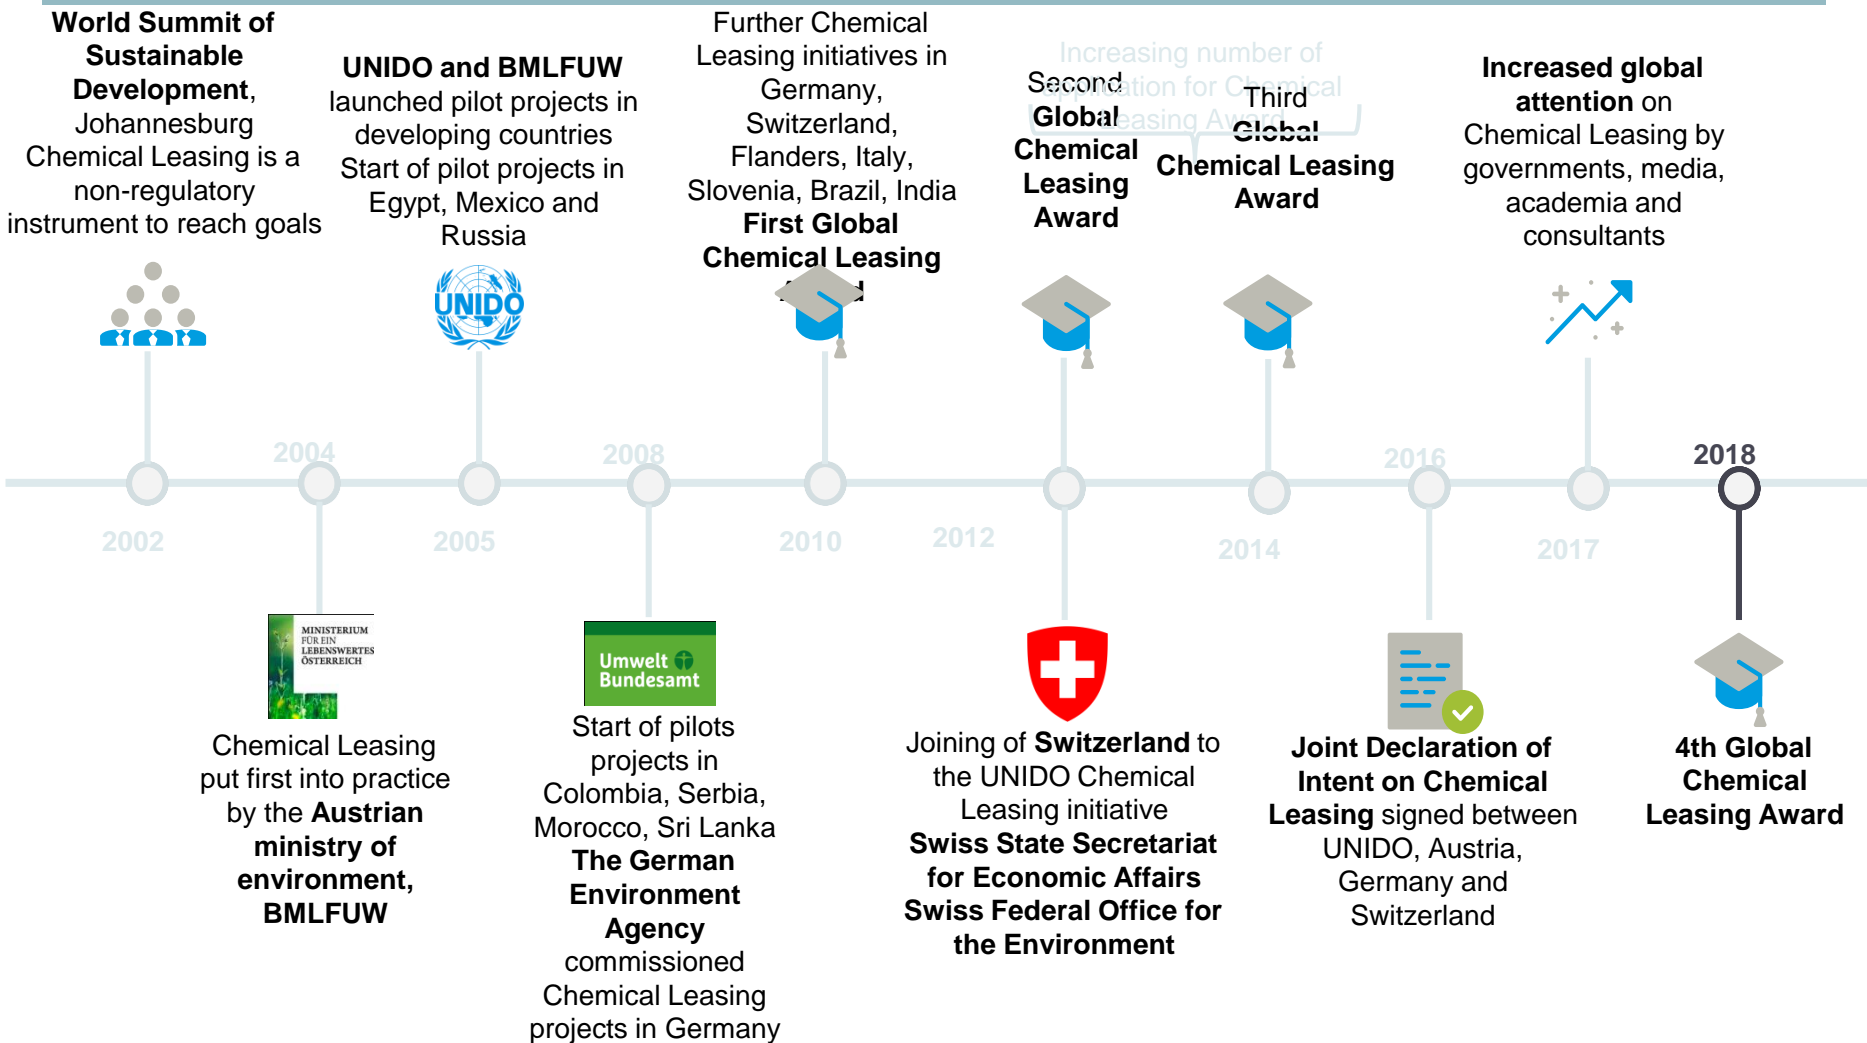 World Summit of
Sustainable
Development,
Johannesburg
Chemical Leasing is a
non-regulatory
instrument to reach goals
UNIDO and BMLFUW
launched pilot projects in
developing countries
Start of pilot projects in
Egypt, Mexico and
Russia
UNIDO
Further Chemical
Leasing initiatives in
Germany,
Switzerland,
Flanders, Italy,
Slovenia, Brazil, India
First Global
Chemical Leasing
Increasing number of
application for Chemical
Leasing Award
Second
Global
Chemical
Leasing
Award
Third
Global
Chemical Leasing
Award
Increased global
attention on
Chemical Leasing by
governments, media,
academia and
consultants
2004
2008
2016
2018
2002
2005
2010
2012
2014
2017
MINISTERIUM
FÜR EIN
LEBENSWERTES
ÖSTERREICH
Chemical Leasing
put first into practice
by the Austrian
ministry of
environment,
BMLFUW
Umwelt
Bundesamt
Start of pilots
projects in
Colombia, Serbia,
Morocco, Sri Lanka
The German
Environment
Agency
commissioned
Chemical Leasing
projects in Germany
Joining of Switzerland to
the UNIDO Chemical
Leasing initiative
Swiss State Secretariat
for Economic Affairs
Swiss Federal Office for
the Environment
Joint Declaration of
Intent on Chemical
Leasing signed between
UNIDO, Austria,
Germany and
Switzerland
4th Global
Chemical
Leasing Award